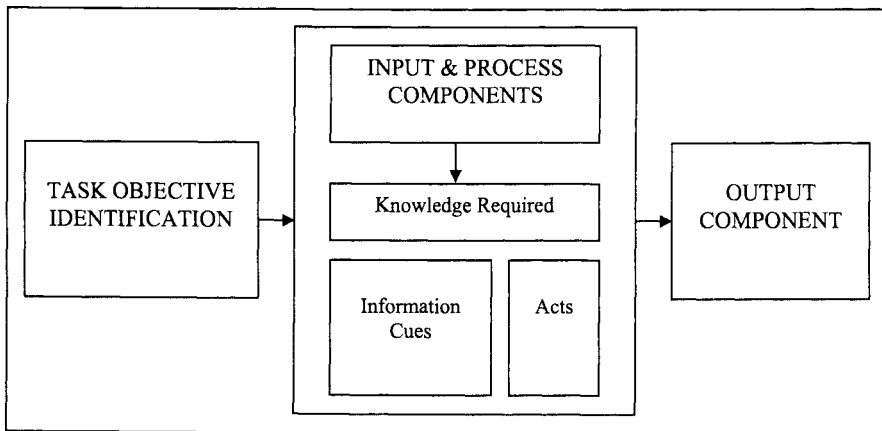 INPUT & PROCESS
COMPONENTS
TASK OBJECTIVE
IDENTIFICATION
Knowledge Required
OUTPUT
COMPONENT
Information
Cues
Acts